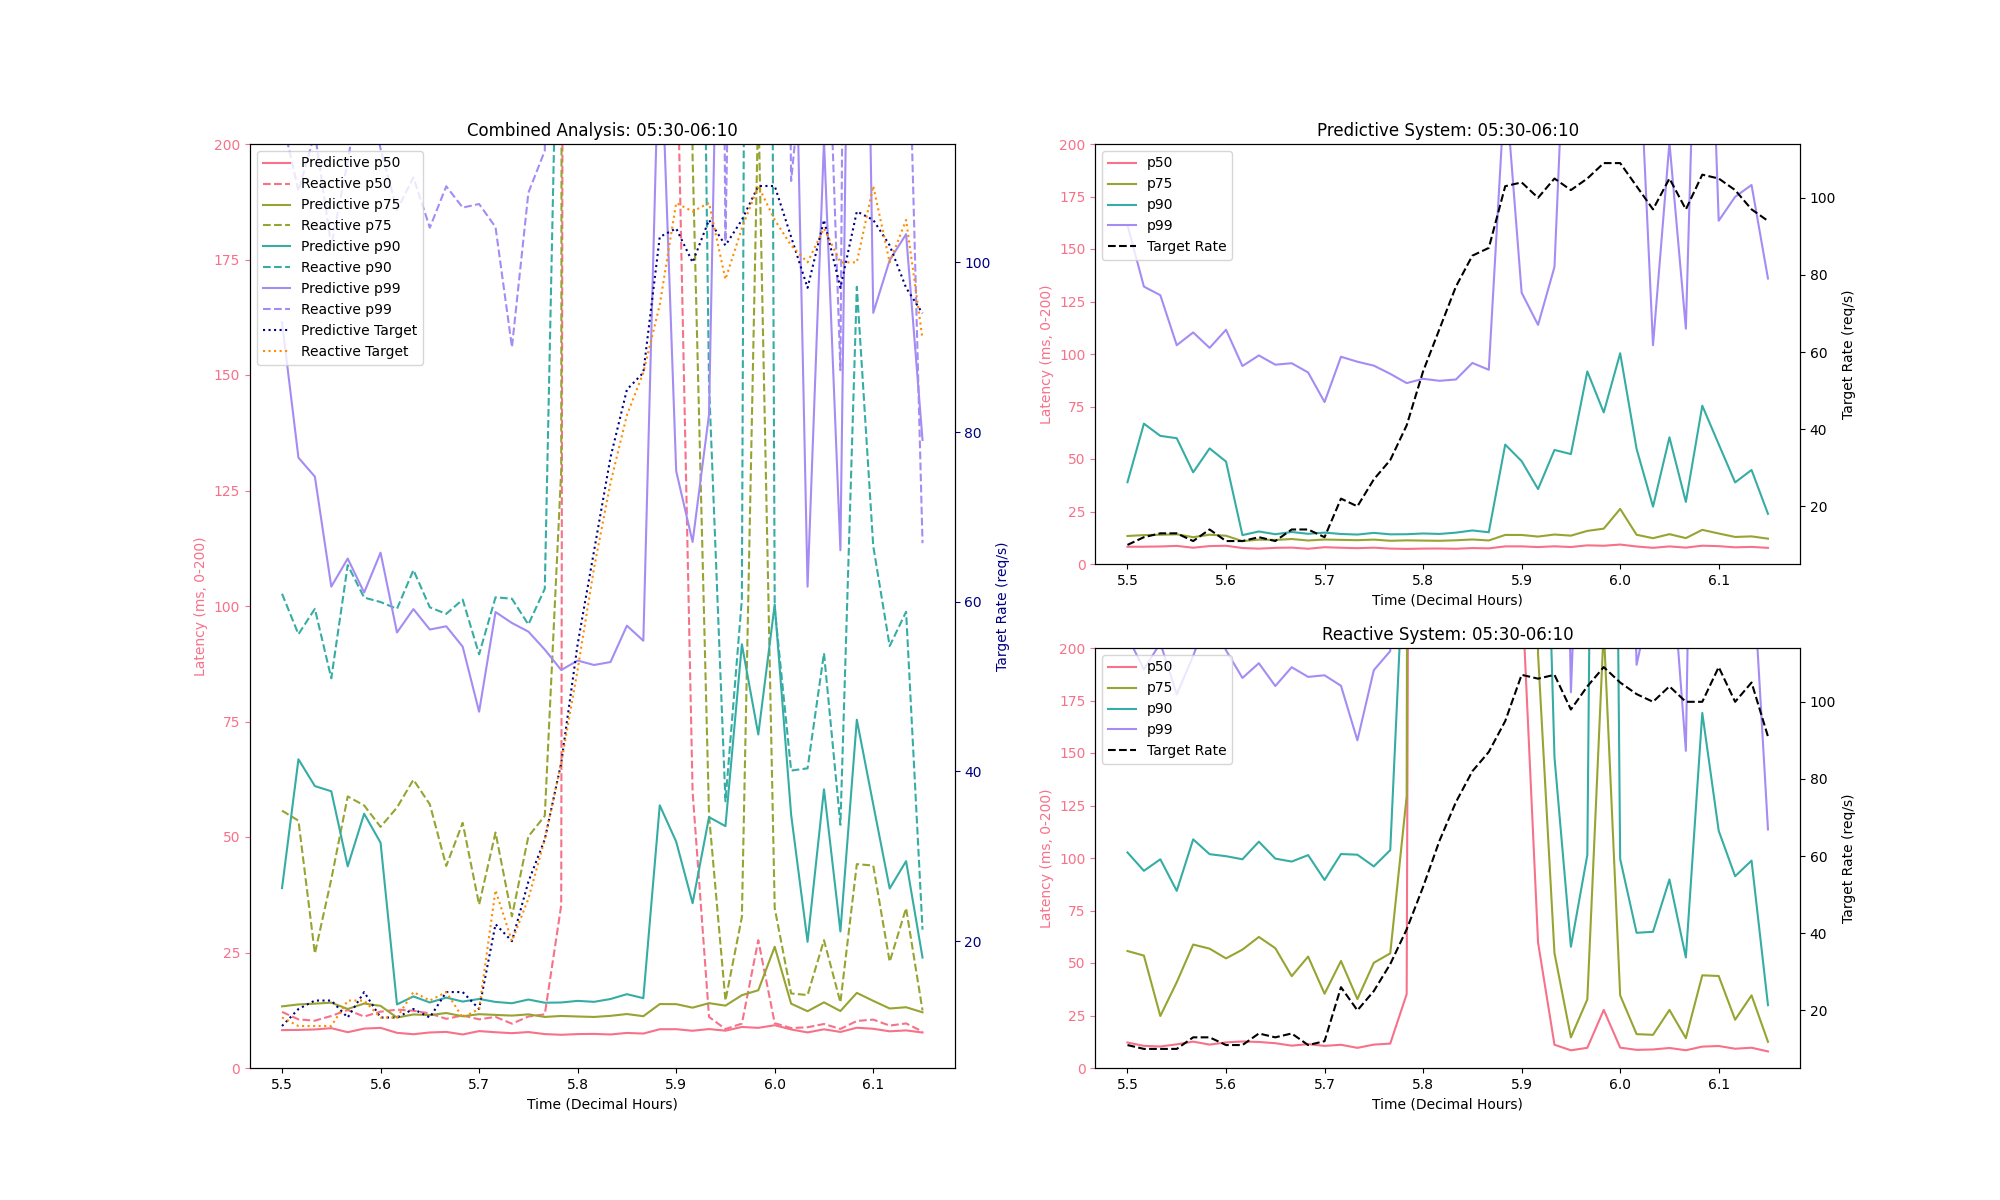 Combined Analysis: 05:30-06:10
200
175
150
125
100
75
50
25
0
Latency (ms, 0-200)
Predictive p50
Reactive p50
Predictive p75
Reactive p75
Predictive p90
Reactive p90
Predictive p99
Reactive p99
Predictive Target
Reactive Target
100
80
60
40
20
Target Rate (req/s)
5.5 5.6 5.7 5.8 5.9 6.0 6.1
Time (Decimal Hours)
Predictive System: 05:30-06:10
200
175
150
125
100
75
50
25
0
Latency (ms, 0-200)
p50
p75
p90
p99
Target Rate
100
80
60
40
20
Target Rate (req/s)
5.5 5.6 5.7 5.8 5.9 6.0 6.1
Time (Decimal Hours)
Reactive System: 05:30-06:10
200
175
150
125
100
75
50
25
0
Latency (ms, 0-200)
p50
p75
p90
p99
Target Rate
100
80
60
40
20
Target Rate (req/s)
5.5 5.6 5.7 5.8 5.9 6.0 6.1
Time (Decimal Hours)